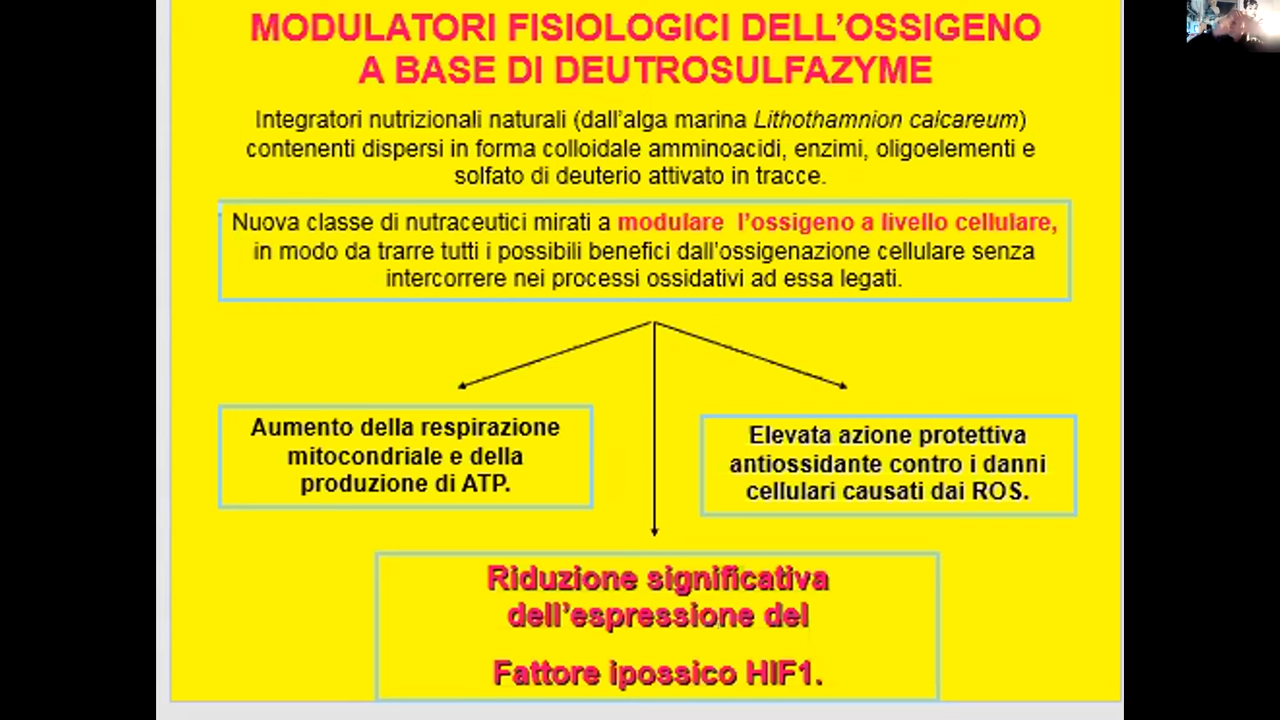 MODULATORI FISIOLOGICI DELL'OSSIGENO
A BASE DI DEUTROSULFAZYME
Integratori nutrizionali naturali (dall'alga marina Lithothamnion calcareum)
contenenti dispersi in forma colloidale amminoacidi, enzimi, oligoelementi e
solfato di deuterio attivato in tracce.
Nuova classe di nutraceutici mirati a modulare l'ossigeno a livello cellulare,
in modo da trarre tutti i possibili benefici dall'ossigenazione cellulare senza
intercorrere nei processi ossidativi ad essa legati.
Aumento della respirazione
mitocondriale e della
produzione di ATP.
Elevata azione protettiva
antiossidante contro i danni
cellulari causati dai ROS.
Riduzione significativa
dell'espressione del
Fattore ipossico HIF1.